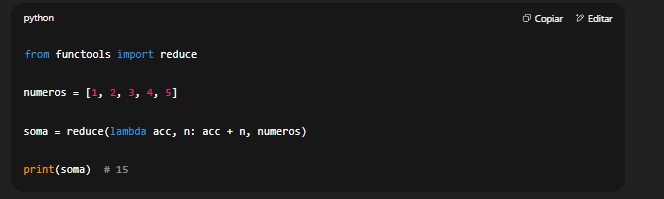 python
Copiar
Editar
from functools import reduce
numeros = [1, 2, 3, 4, 5]
soma = reduce(lambda acc, n: acc + n, numeros)
print(soma)  # 15